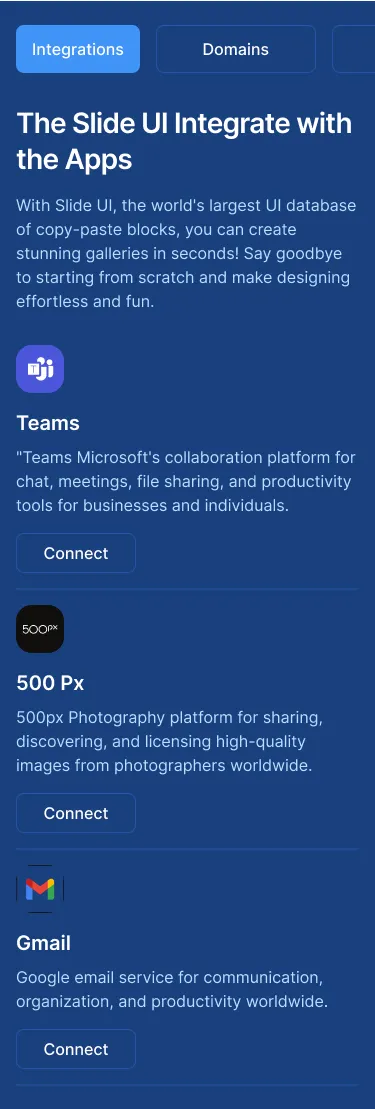 Integrations
Domains
The Slide UI Integrate with
the Apps
With Slide UI, the world's largest UI database
of copy-paste blocks, you can create
stunning galleries in seconds! Say goodbye
to starting from scratch and make designing
effortless and fun.
Teams
"Teams Microsoft's collaboration platform for
chat, meetings, file sharing, and productivity
tools for businesses and individuals.
Connect
500px
500 Px
500px Photography platform for sharing,
discovering, and licensing high-quality
images from photographers worldwide.
Connect
Gmail
Google email service for communication,
organization, and productivity worldwide.
Connect